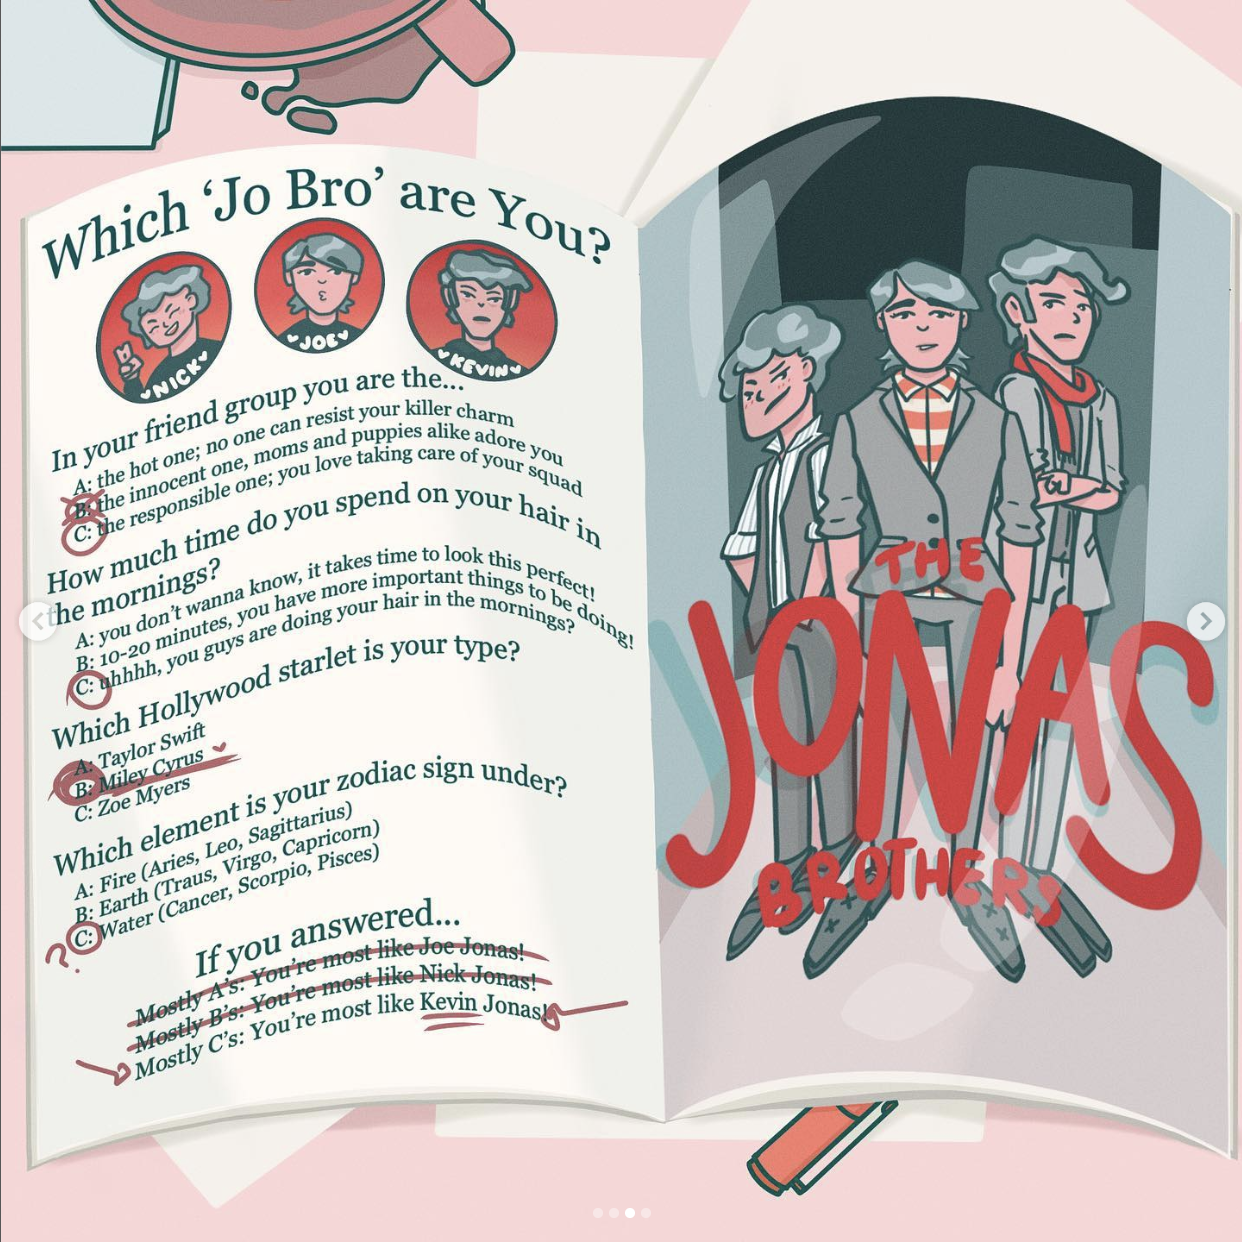 Which 'Jo Bro' are You?
NICK
JOE
KEVIN
In your friend group you are the...
A: the hot one; no one can resist your killer charm
B: the innocent one, moms and puppies alike adore you
C: the responsible one; you love taking care of your squad
How much time do you spend on your hair in
the mornings?
A: you don't wanna know, it takes time to look this perfect!
B: 10-20 minutes, you have more important things to be doing!
C: uhhhh, you guys are doing your hair in the mornings?
Which Hollywood starlet is your type?
A: Taylor Swift
B: Miley Cyrus
C: Zoe Myers
Which element is your zodiac sign under?
A: Fire (Aries, Leo, Sagittarius)
B: Earth (Traus, Virgo, Capricorn)
C: Water (Cancer, Scorpio, Pisces)
?
If you answered...
Mostly A's: You're most like Joe Jonas!
Mostly B's: You're most like Nick Jonas!
Mostly C's: You're most like Kevin Jonas!
THE
JONAS
BROTHERS